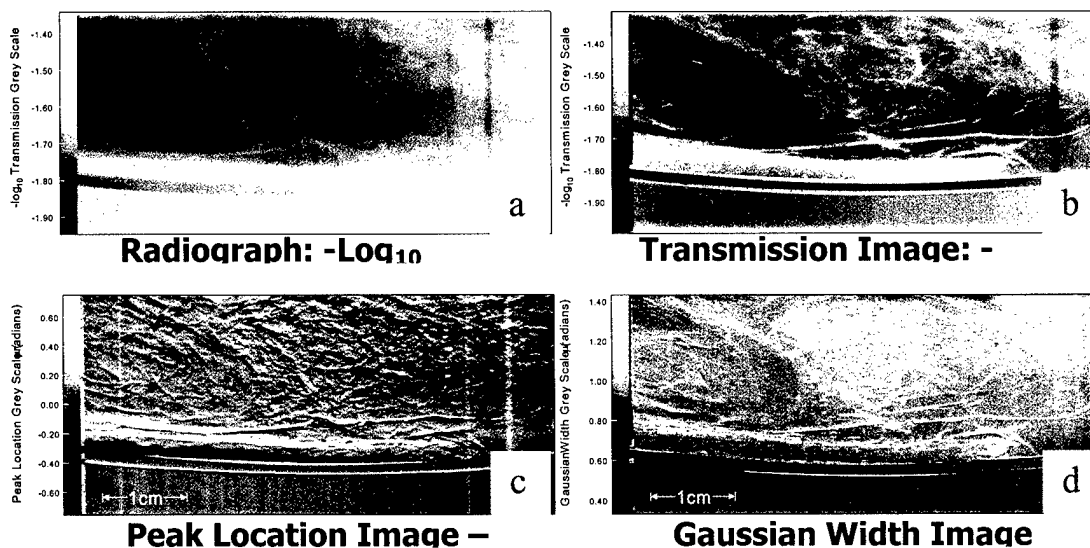 -log10 Transmission Grey Scale
-1.40
-1.50
-1.60
-1.70
-1.80
-1.90
a
Radiograph: -Log10
-log10 Transmission Grey Scale
-1.40
-1.50
-1.60
-1.70
-1.80
-1.90
b
Transmission Image: -
Peak Location Grey Scale(μradians)
0.60
0.40
0.20
0.00
-0.20
-0.40
-0.60
1cm
c
Peak Location Image –
GaussianWidth Grey Scale(μradians)
1.40
1.20
1.00
0.80
0.60
0.40
1cm
d
Gaussian Width Image